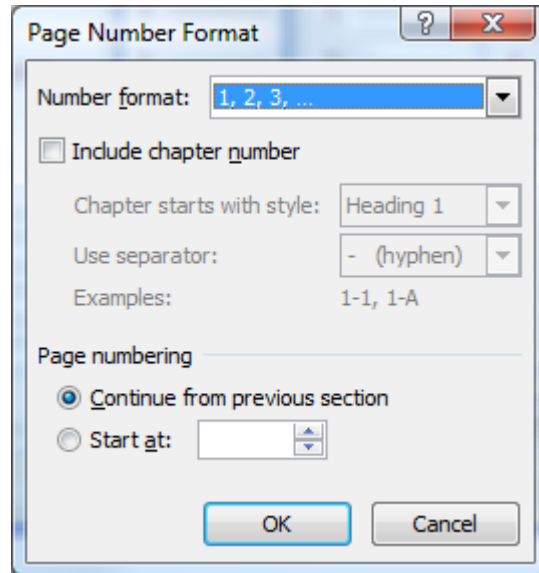 Page Number Format
Number format: 1, 2, 3, ...
Include chapter number
Chapter starts with style: Heading 1
Use separator: - (hyphen)
Examples: 1-1, 1-A
Page numbering
Continue from previous section
Start at:
OK Cancel